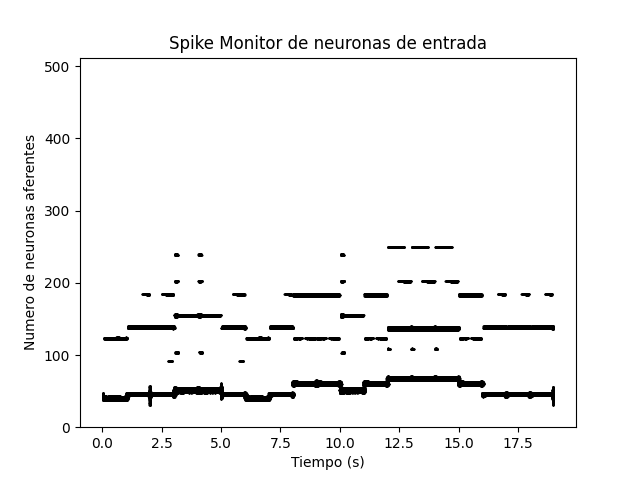 Spike Monitor de neuronas de entrada
500
400
300
200
100
0
Numero de neuronas aferentes
0.0 2.5 5.0 7.5 10.0 12.5 15.0 17.5
Tiempo (s)